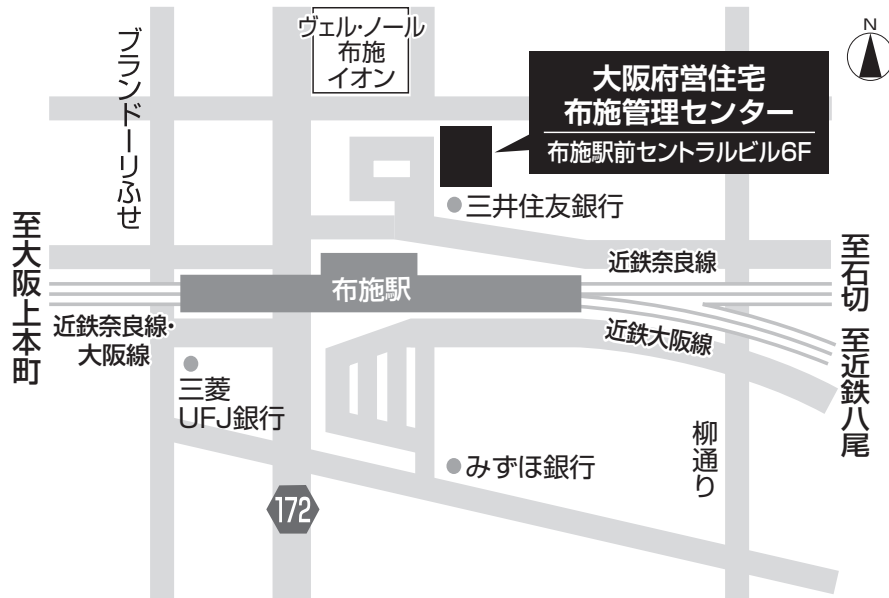 ヴェル・ノール
布施
イオン
N
ブランドーリふせ
大阪府営住宅
布施管理センター
布施駅前セントラルビル6F
三井住友銀行
至大阪上本町
近鉄奈良線
至石切
布施駅
近鉄奈良線・
大阪線
近鉄大阪線
至近鉄八尾
三菱
UFJ銀行
柳通り
みずほ銀行
172